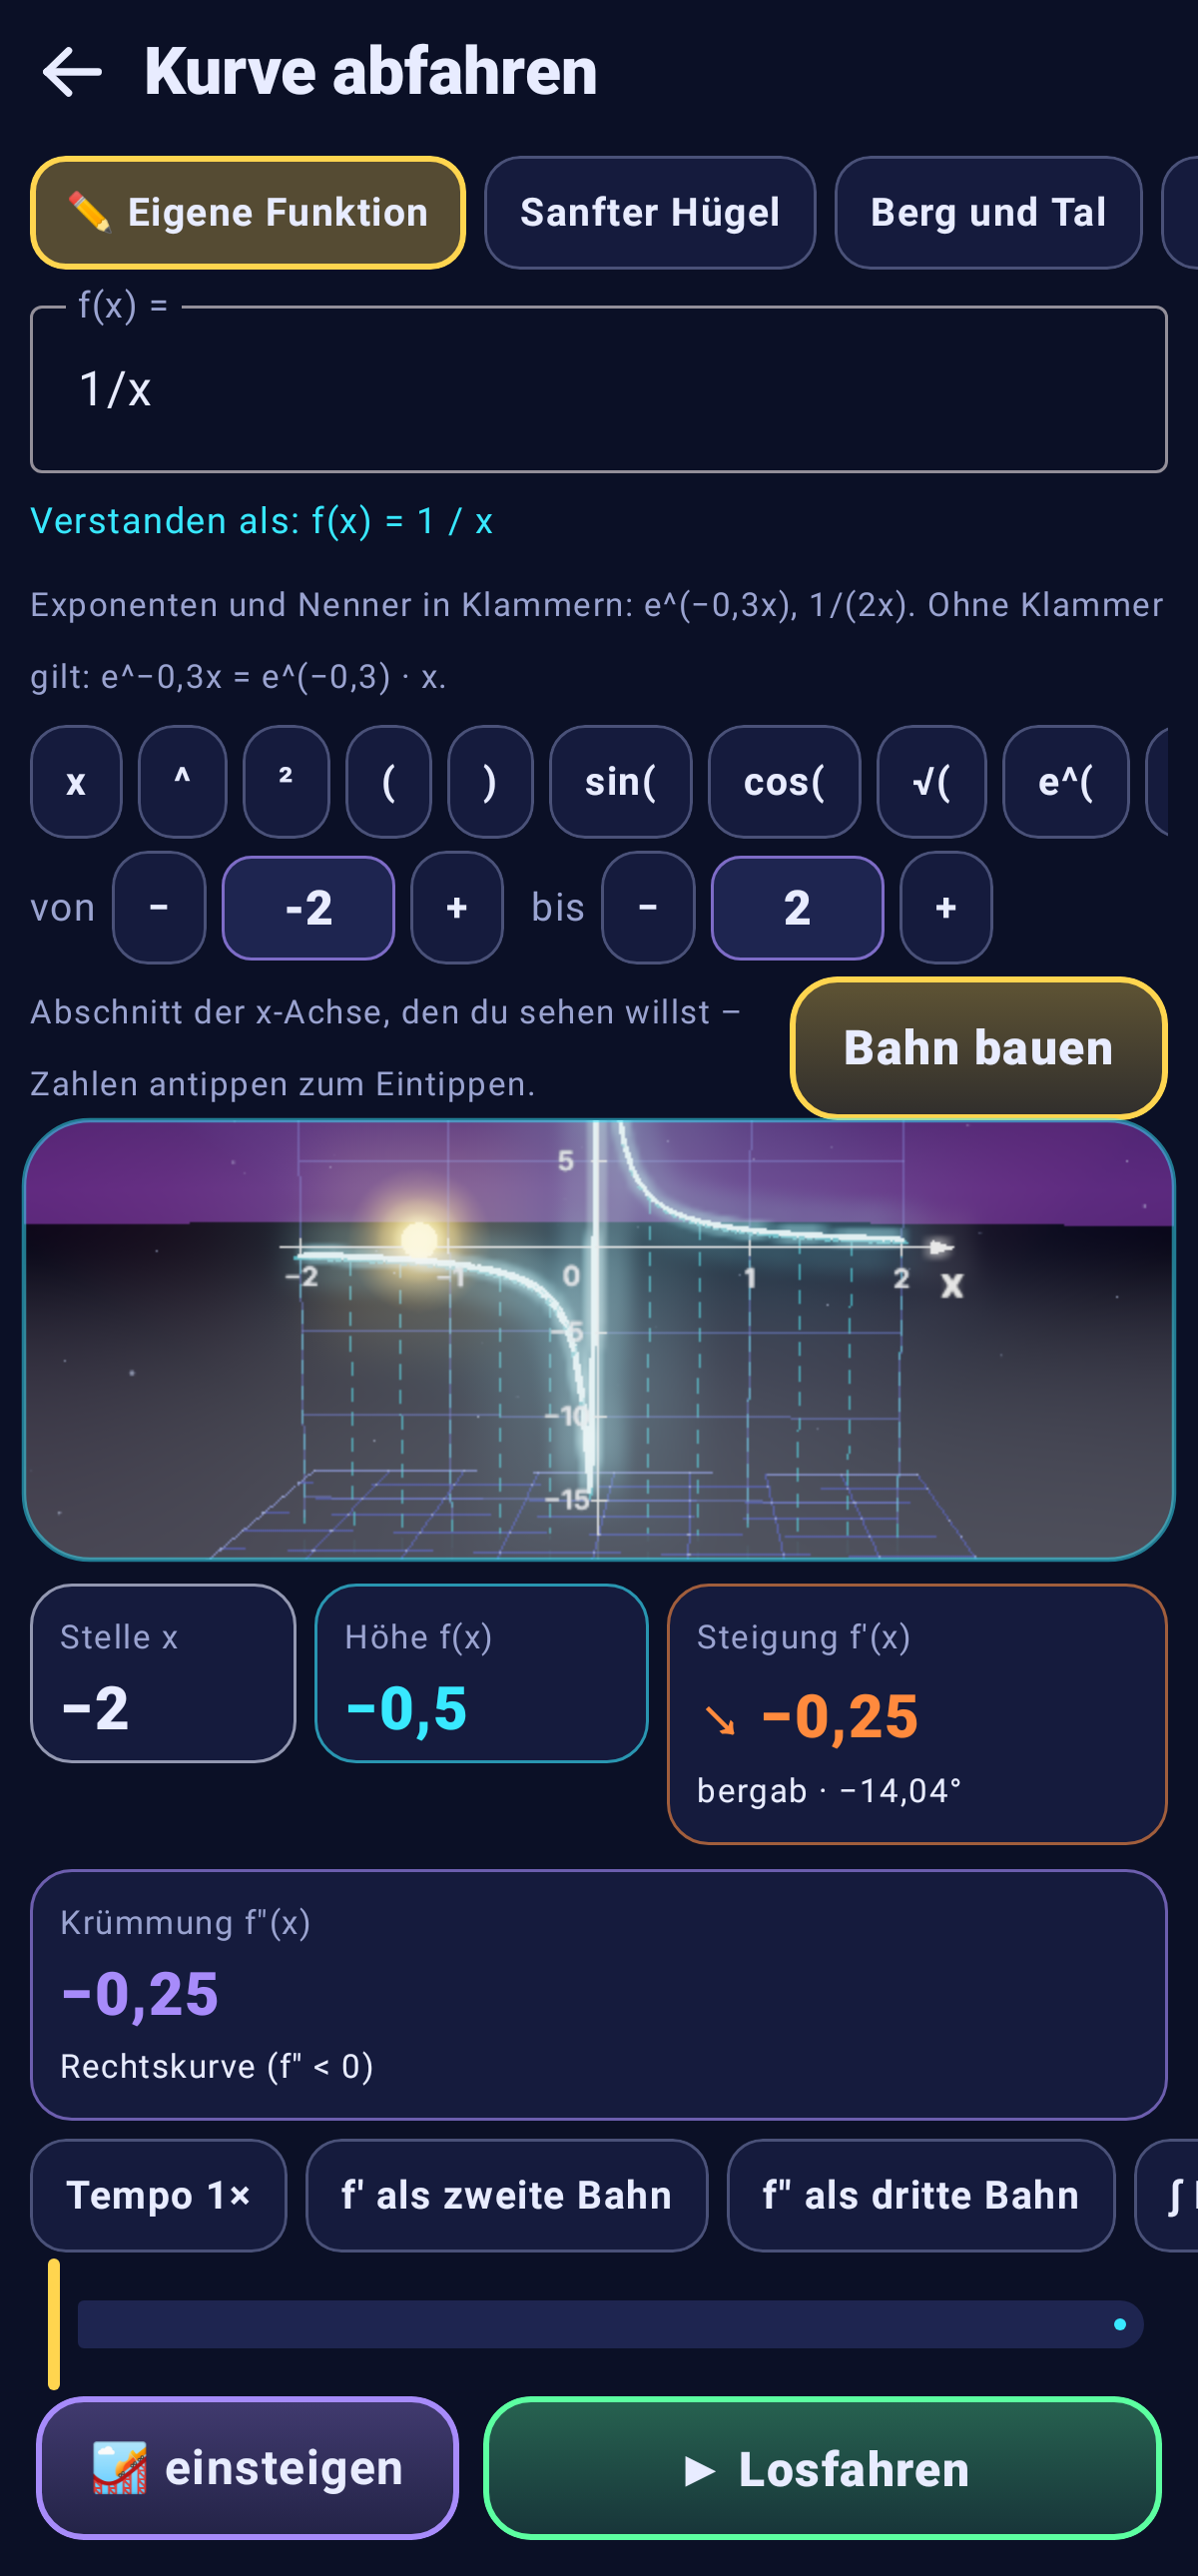 Kurve abfahren
✏️ Eigene Funktion Sanfter Hügel Berg und Tal
f(x) =
1/x
Verstanden als: f(x) = 1 / x
Exponenten und Nenner in Klammern: e^(−0,3x), 1/(2x). Ohne Klammer
gilt: e^−0,3x = e^(−0,3) · x.
x ^ ² ( ) sin( cos( √( e^(
von − -2 + bis − 2 +
Abschnitt der x-Achse, den du sehen willst –
Zahlen antippen zum Eintippen.
Bahn bauen
5
−2 −1 0 1 2 x
−5
−10
−15
Stelle x Höhe f(x) Steigung f'(x)
−2 −0,5 ↘ −0,25
bergab · −14,04°
Krümmung f"(x)
−0,25
Rechtskurve (f" < 0)
Tempo 1× f' als zweite Bahn f" als dritte Bahn ∫
🎢 einsteigen ► Losfahren